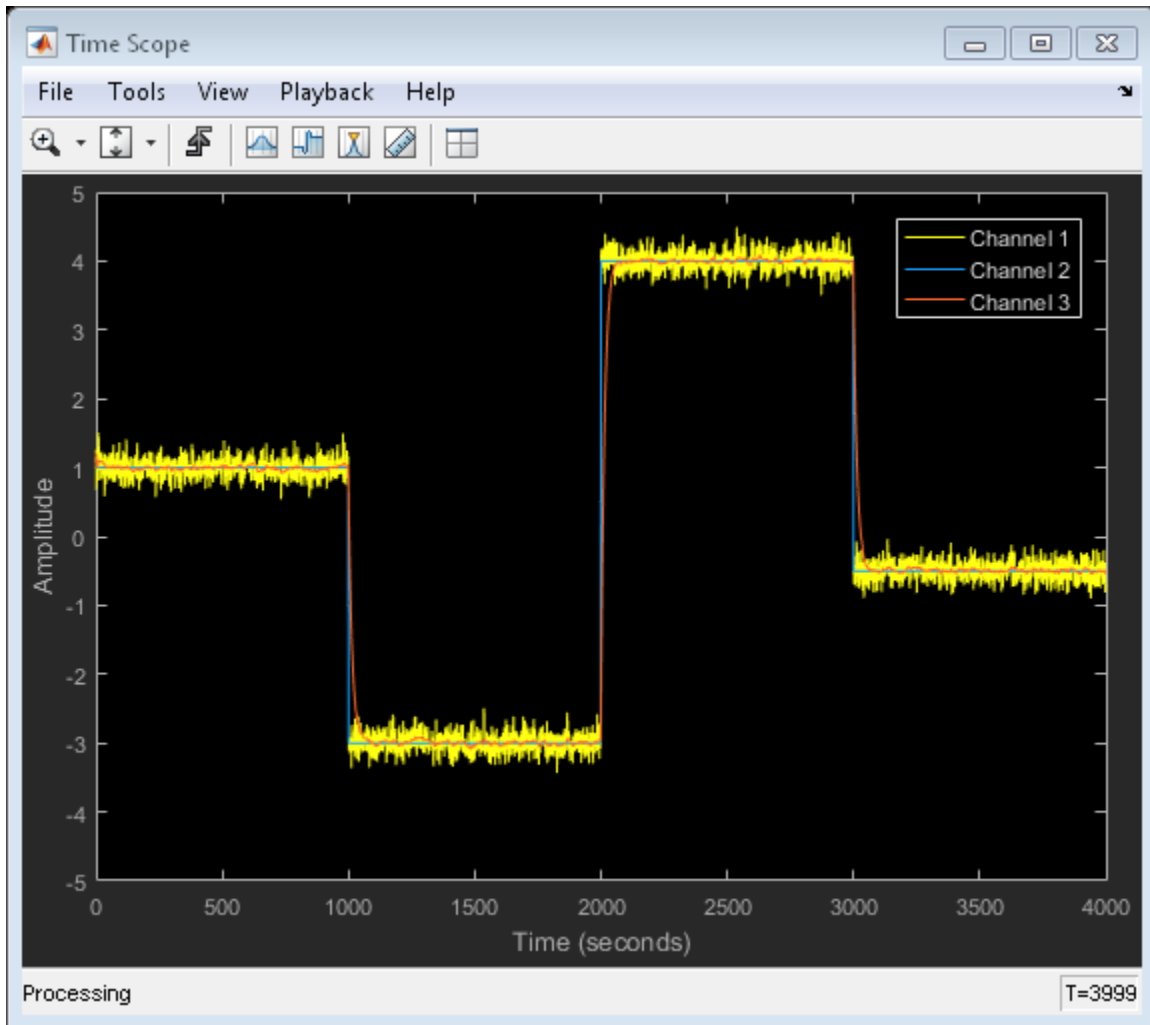 Time Scope
File Tools View Playback Help
5
4
3
2
1
0
-1
-2
-3
-4
-5
Amplitude
Channel 1
Channel 2
Channel 3
0 500 1000 1500 2000 2500 3000 3500 4000
Time (seconds)
Processing T=3999